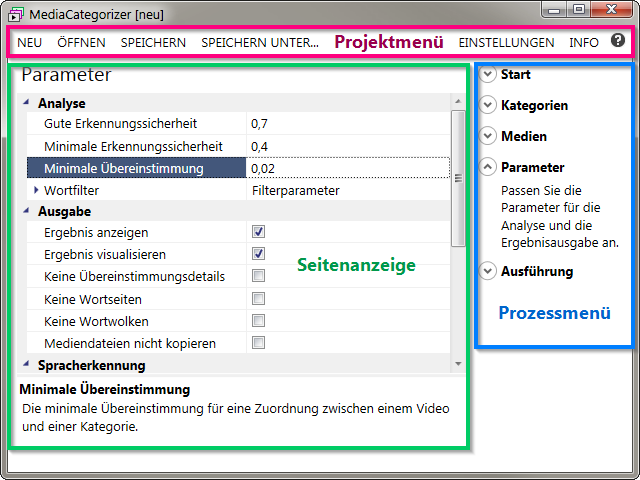 MediaCategorizer [neu]
NEU ÖFFNEN SPEICHERN SPEICHERN UNTER... Projektmenü EINSTELLUNGEN INFO ?
Parameter
Analyse
Gute Erkennungssicherheit 0,7
Minimale Erkennungssicherheit 0,4
Minimale Übereinstimmung 0,02
Wortfilter Filterparameter
Ausgabe
Ergebnis anzeigen
Ergebnis visualisieren
Keine Übereinstimmungsdetails
Keine Wortseiten
Keine Wortwolken
Mediendateien nicht kopieren
Spracherkennung
Seitenanzeige
Minimale Übereinstimmung
Die minimale Übereinstimmung für eine Zuordnung zwischen einem Video
und einer Kategorie.
Start
Kategorien
Medien
Parameter
Passen Sie die
Parameter für die
Analyse und die
Ergebnisausgabe an.
Ausführung
Prozessmenü